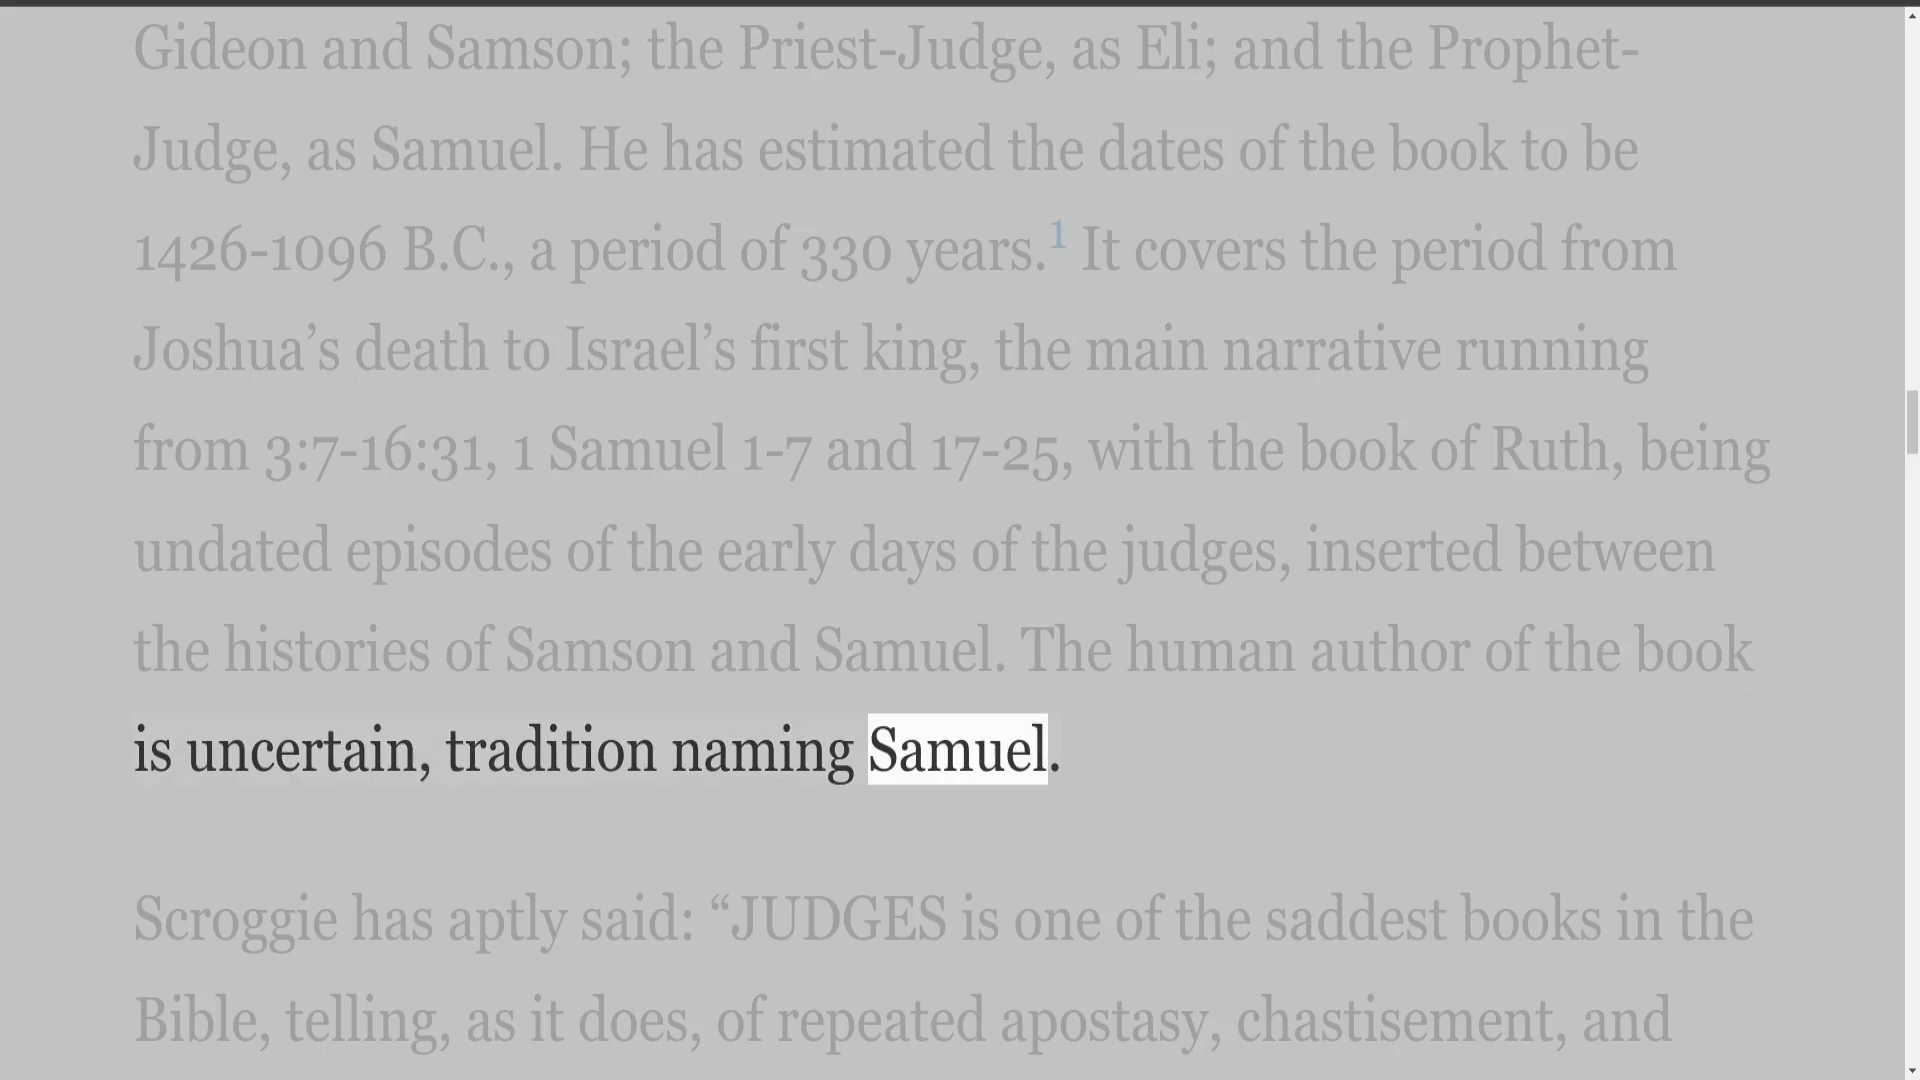 Gideon and Samson; the Priest-Judge, as Eli; and the Prophet-
Judge, as Samuel. He has estimated the dates of the book to be
1426-1096 B.C., a period of 330 years.1 It covers the period from
Joshua’s death to Israel’s first king, the main narrative running
from 3:7-16:31, 1 Samuel 1-7 and 17-25, with the book of Ruth, being
undated episodes of the early days of the judges, inserted between
the histories of Samson and Samuel. The human author of the book
is uncertain, tradition naming Samuel.
Scroggie has aptly said: “JUDGES is one of the saddest books in the
Bible, telling, as it does, of repeated apostasy, chastisement, and